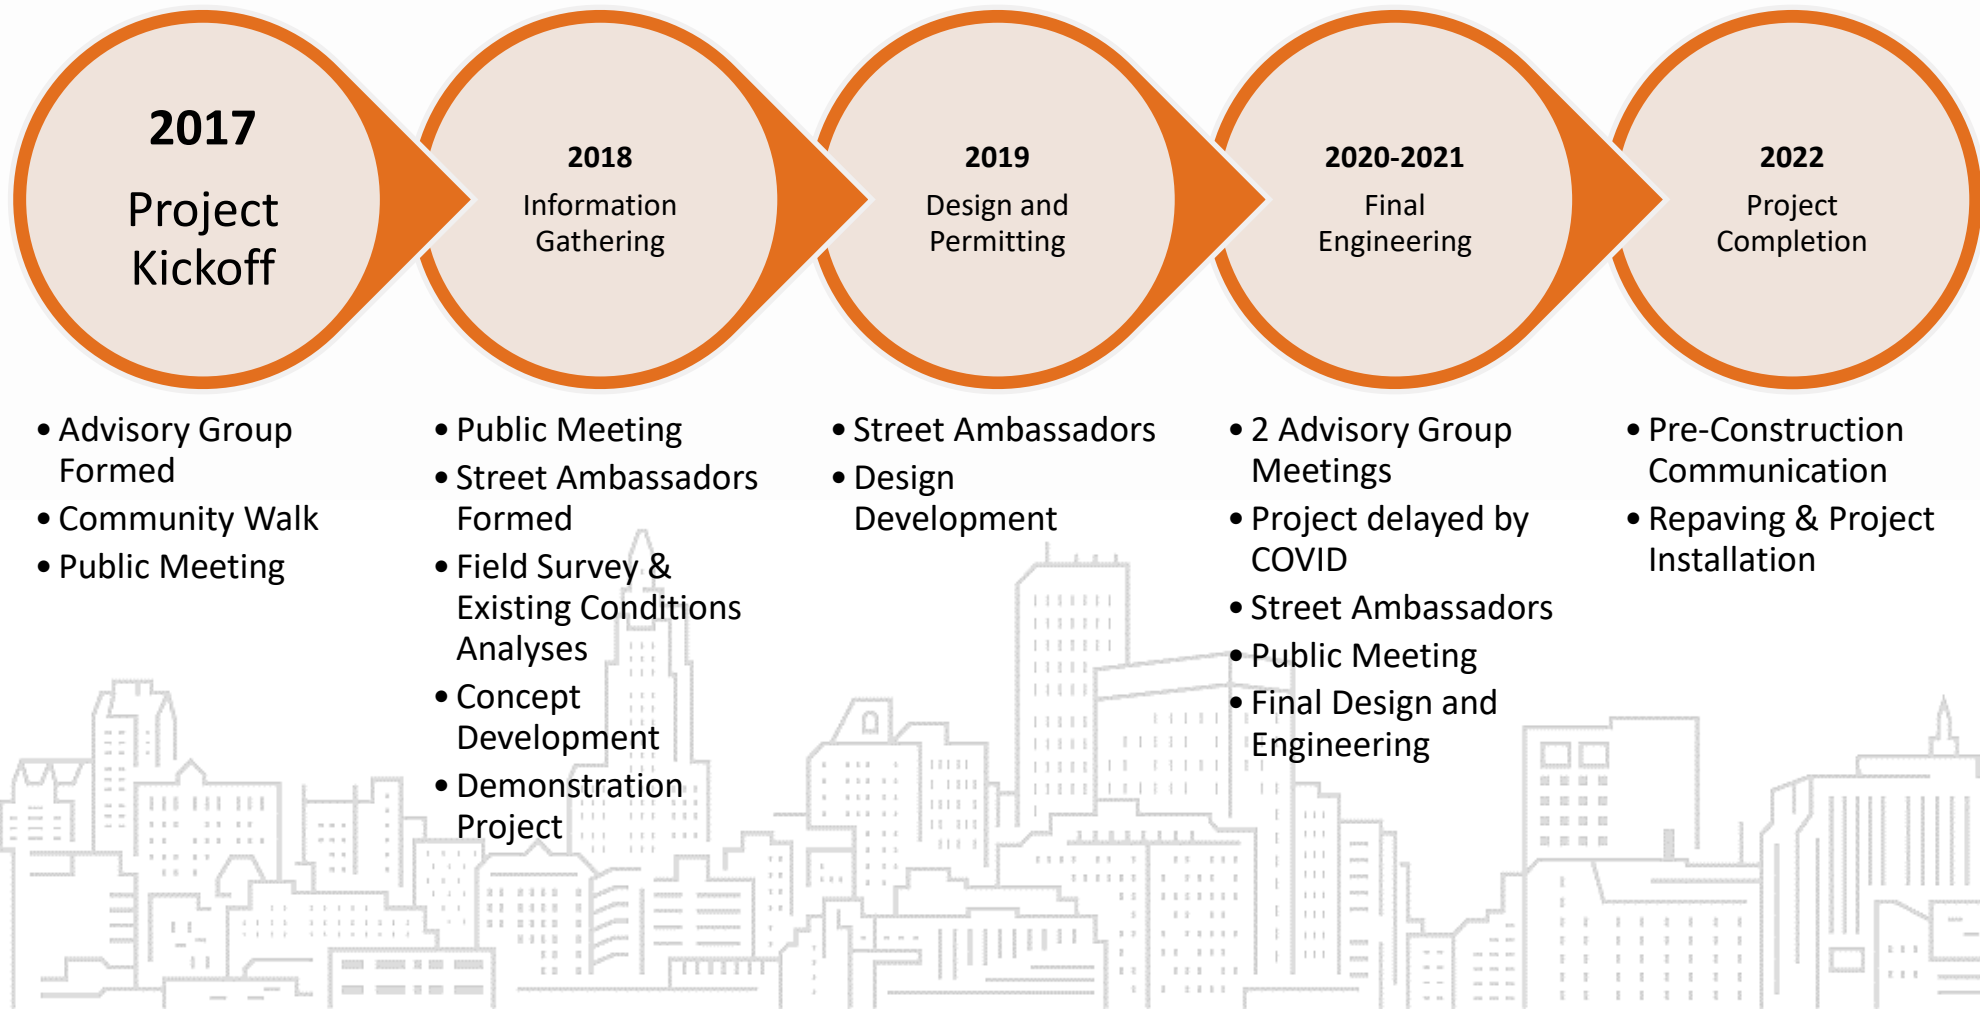 2017
Project
Kickoff
• Advisory Group
Formed
• Community Walk
• Public Meeting
2018
Information
Gathering
• Public Meeting
• Street Ambassadors
Formed
• Field Survey &
Existing Conditions
Analyses
• Concept
Development
• Demonstration
Project
2019
Design and
Permitting
• Street Ambassadors
• Design
Development
2020-2021
Final
Engineering
• 2 Advisory Group
Meetings
• Project delayed by
COVID
• Street Ambassadors
• Public Meeting
• Final Design and
Engineering
2022
Project
Completion
• Pre-Construction
Communication
• Repaving & Project
Installation